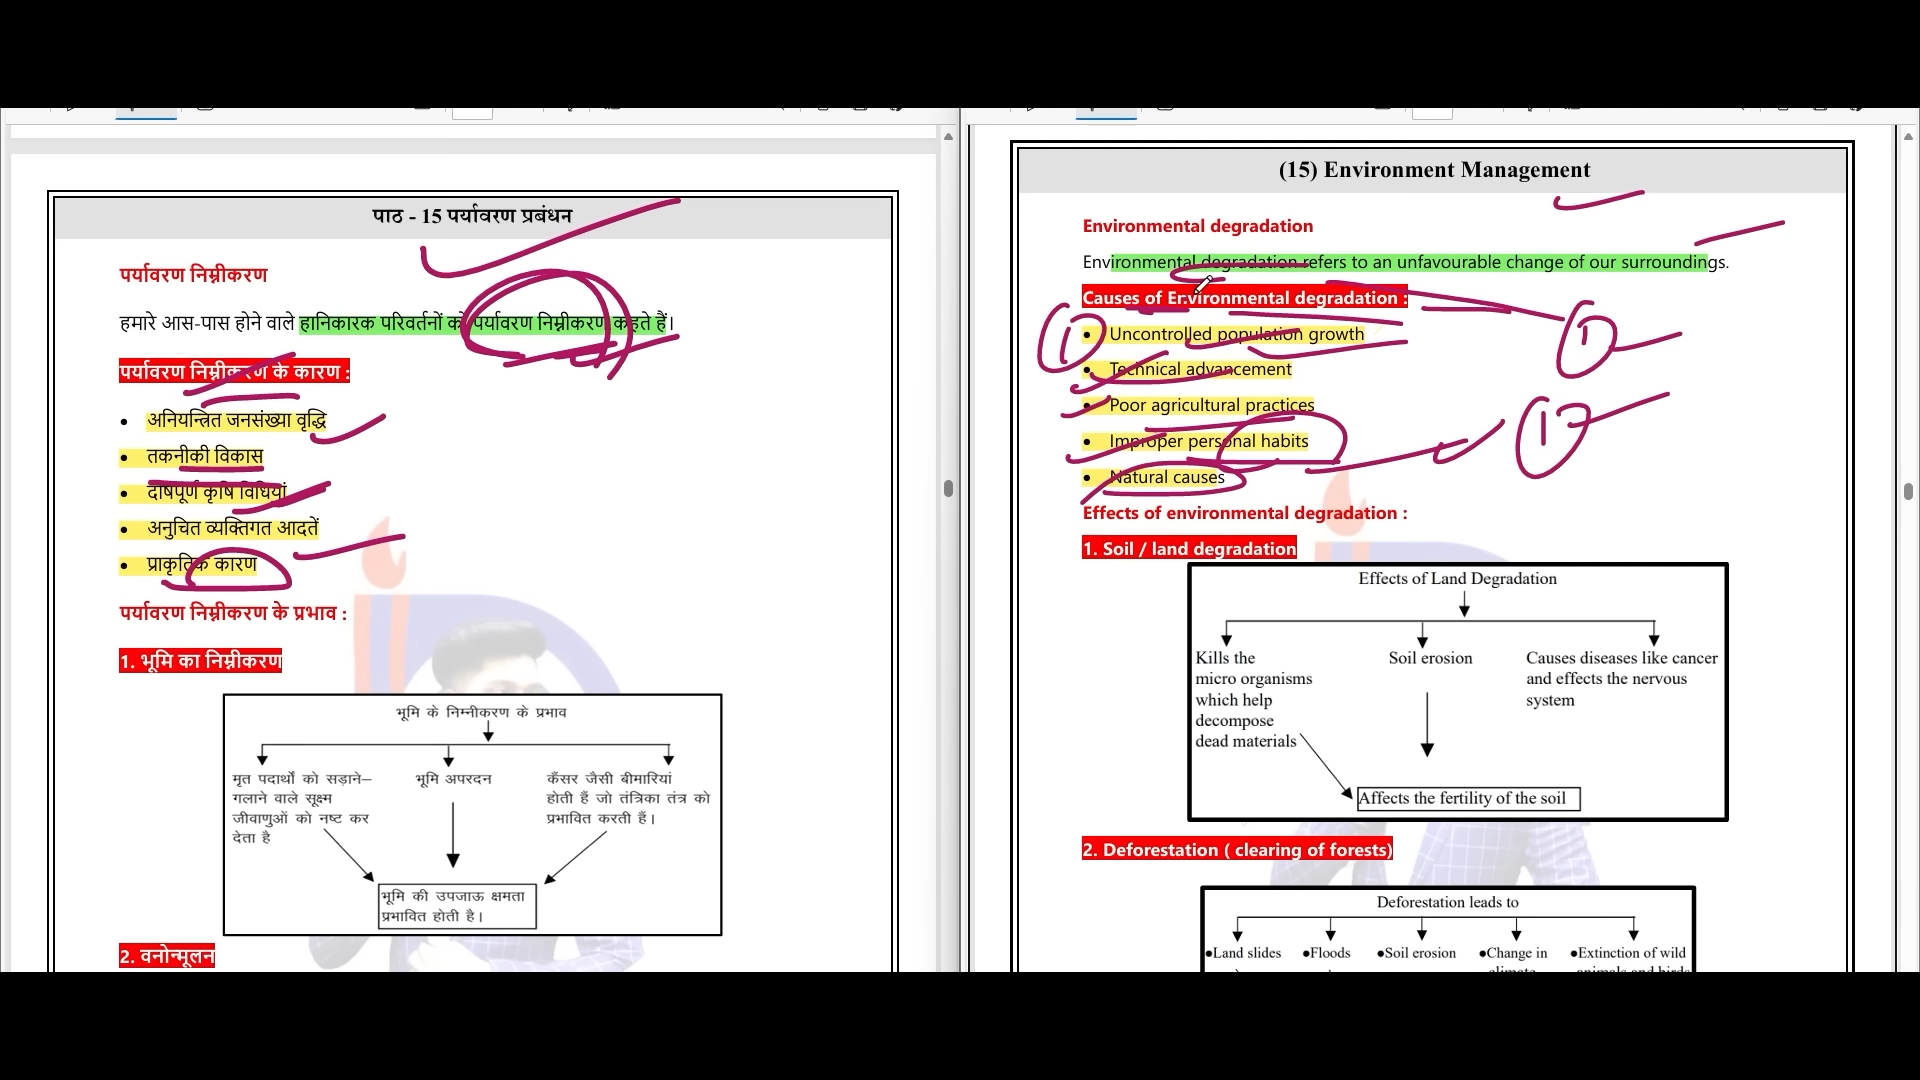 पाठ - 15 पर्यावरण प्रबंधन
पर्यावरण निम्नीकरण
हमारे आस-पास होने वाले हानिकारक परिवर्तनों को पर्यावरण निम्नीकरण कहते हैं।
पर्यावरण निम्नीकरण के कारण :
• अनियन्त्रित जनसंख्या वृद्धि
• तकनीकी विकास
• दोषपूर्ण कृषि विधियां
• अनुचित व्यक्तिगत आदतें
• प्राकृतिक कारण
पर्यावरण निम्नीकरण के प्रभाव :
1. भूमि का निम्नीकरण
भूमि के निम्नीकरण के प्रभाव
मृत पदार्थों को सड़ाने–
गलाने वाले सूक्ष्म
जीवाणुओं को नष्ट कर
देता है
भूमि अपरदन
कैंसर जैसी बीमारियां
होती हैं जो तंत्रिका तंत्र को
प्रभावित करती हैं।
भूमि की उपजाऊ क्षमता
प्रभावित होती है।
2. वनोन्मूलन
(15) Environment Management
Environmental degradation
Environmental degradation refers to an unfavourable change of our surroundings.
Causes of Environmental degradation :
• Uncontrolled population growth
• Technical advancement
• Poor agricultural practices
• Improper personal habits
• Natural causes
1
1
1
Effects of environmental degradation :
1. Soil / land degradation
Effects of Land Degradation
Kills the
micro organisms
which help
decompose
dead materials
Soil erosion
Causes diseases like cancer
and effects the nervous
system
Affects the fertility of the soil
2. Deforestation ( clearing of forests)
Deforestation leads to
•Land slides •Floods •Soil erosion •Change in •Extinction of wild
climate animals and birds